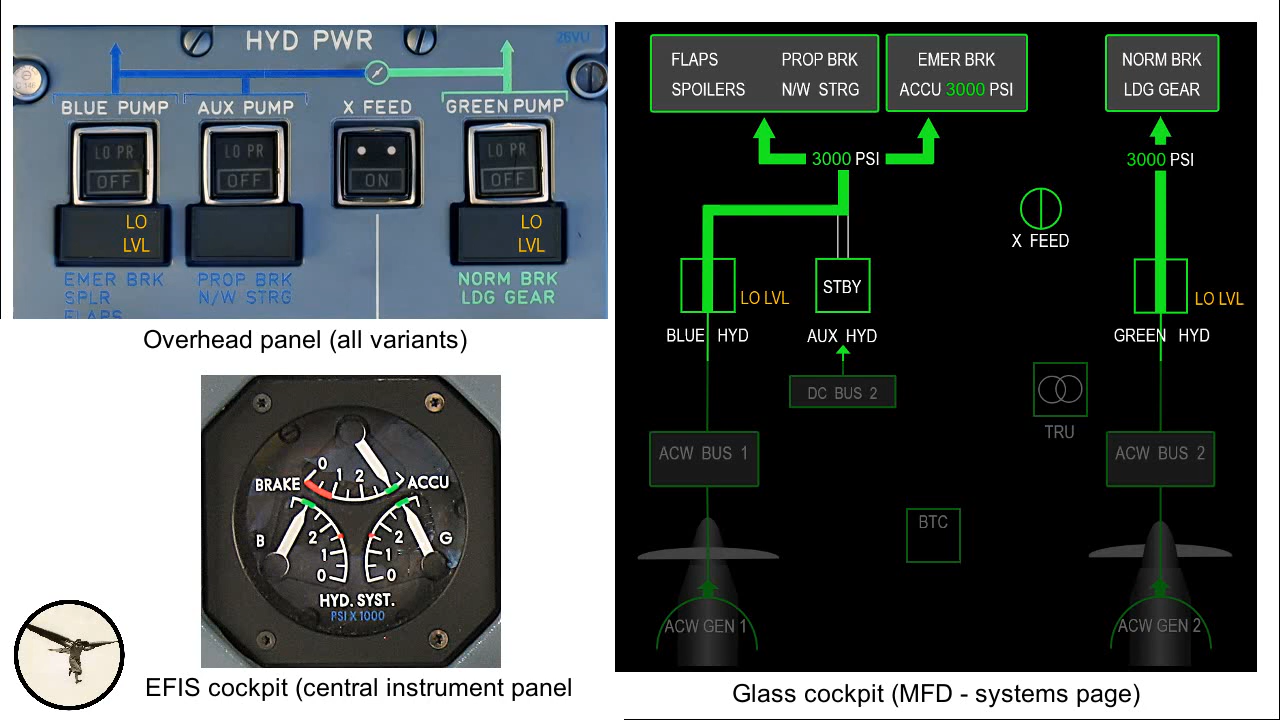 HYD PWR
26VU
BLUE PUMP AUX PUMP X FEED GREEN PUMP
LO PR LO PR LO PR
OFF OFF ON OFF
LO LO
LVL LVL
EMER BRK PROP BRK NORM BRK
SPLR N/W STRG LDG GEAR
FLAPS
Overhead panel (all variants)
0 1 2
BRAKE ACCU
B 2 2 G
1 1
0 0
HYD. SYST.
PSI X 1000
EFIS cockpit (central instrument panel
FLAPS PROP BRK EMER BRK NORM BRK
SPOILERS N/W STRG ACCU 3000 PSI LDG GEAR
3000 PSI 3000 PSI
X FEED
STBY
LO LVL LO LVL
BLUE HYD AUX HYD GREEN HYD
DC BUS 2
TRU
ACW BUS 1 ACW BUS 2
BTC
ACW GEN 1 ACW GEN 2
Glass cockpit (MFD - systems page)